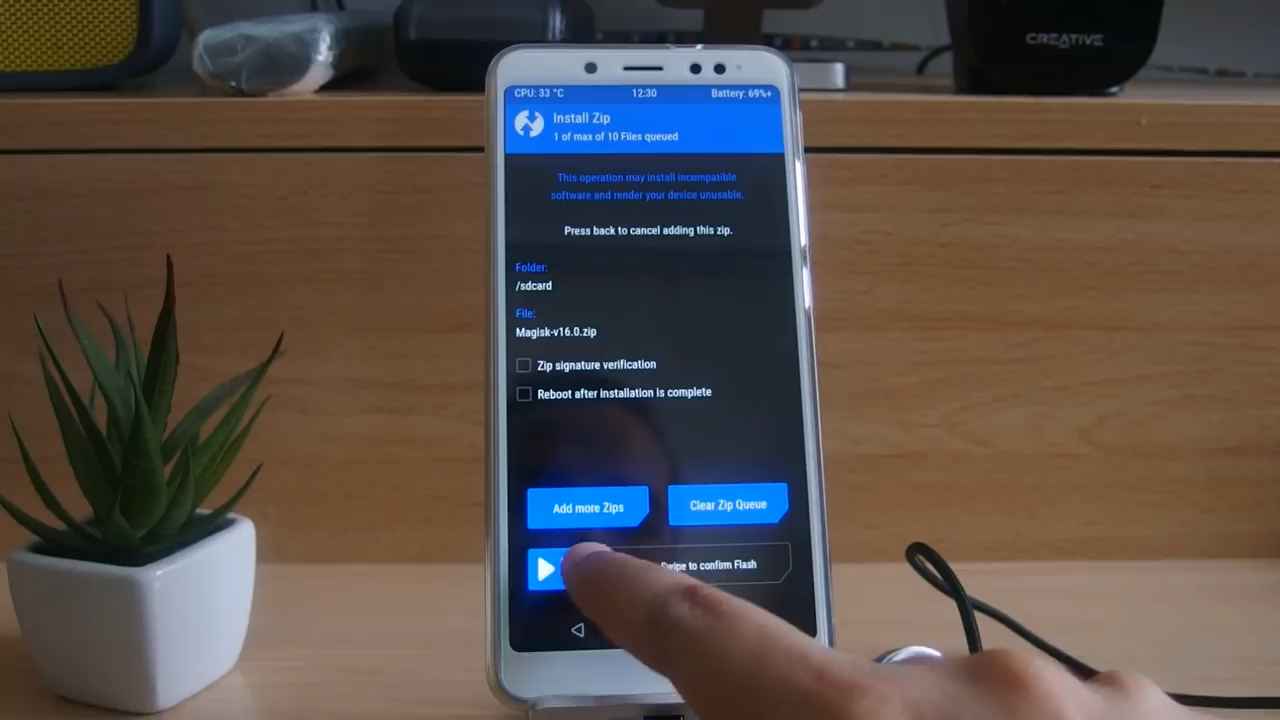 CREATIVE
CPU: 33 °C 12:30 Battery: 69%+
Install Zip
1 of max of 10 Files queued
This operation may install incompatible
software and render your device unusable.
Press back to cancel adding this zip.
Folder:
/sdcard
File:
Magisk-v16.0.zip
Zip signature verification
Reboot after installation is complete
Add more Zips Clear Zip Queue
Swipe to confirm Flash